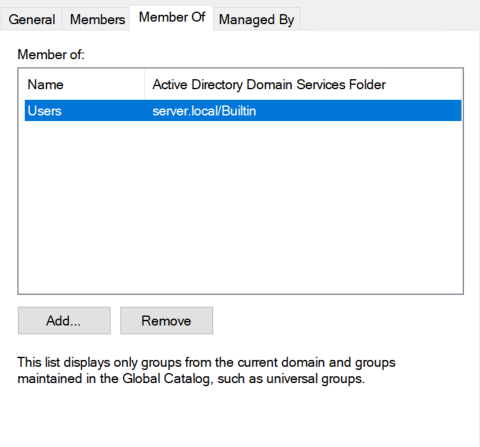 General Members Member Of Managed By
Member of:
Name Active Directory Domain Services Folder
Users server.local/Builtin
Add... Remove
This list displays only groups from the current domain and groups
maintained in the Global Catalog, such as universal groups.